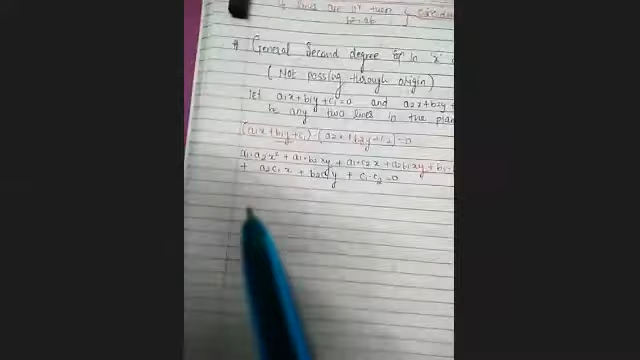 # General Second degree eqn in 'x'
(Not passing through origin)
let a1x+b1y+c1=0 and a2x+b2y+
be any two lines in the plan
(a1x+b1y+c1)·(a2x+b2y+c2)=0
a1a2x² + a1b2xy + a1c2x + a2b1xy + b1
+ a2c1x + b2c1y + c1c2=0